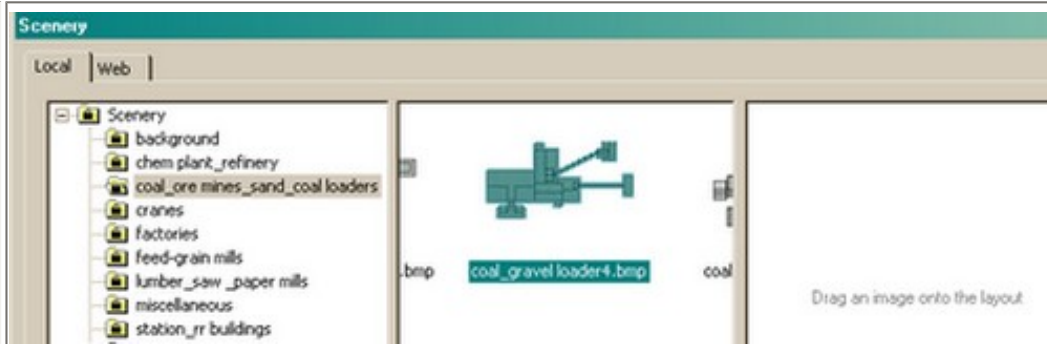 Scenery
Local Web
Scenery
background
chem plant_refinery
coal_ore mines_sand_coal loaders
cranes
factories
feed-grain mills
lumber_saw _paper mills
miscellaneous
station_rr buildings
.bmp coal_gravel loader4.bmp coal
Drag an image onto the layout